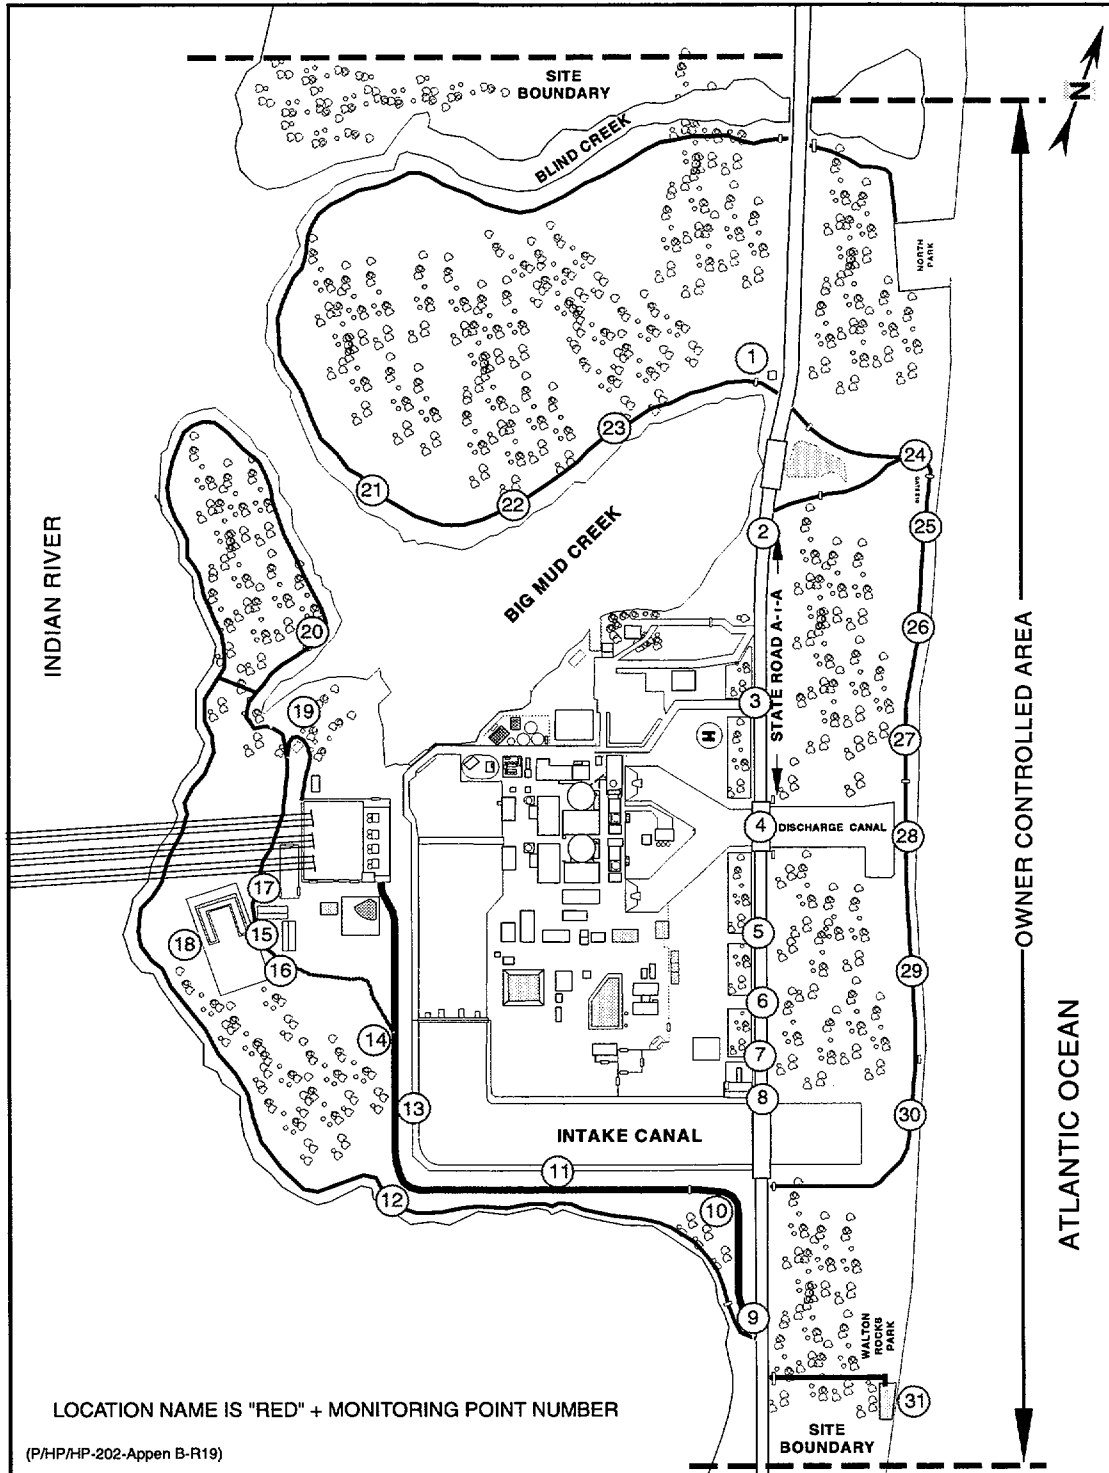 SITE
BOUNDARY
N
BLIND CREEK
NORTH
PARK
1
23
24
21
22
GATE B1B
25
2
INDIAN RIVER
BIG MUD CREEK
STATE ROAD A-1-A
OWNER CONTROLLED AREA
20
26
3
19
H
27
4
DISCHARGE CANAL
28
17
18
15
5
16
29
6
14
7
13
8
30
INTAKE CANAL
ATLANTIC OCEAN
11
12
10
9
WALTON
ROCKS
PARK
31
SITE
BOUNDARY
LOCATION NAME IS "RED" + MONITORING POINT NUMBER
(P/HP/HP-202-Appen B-R19)